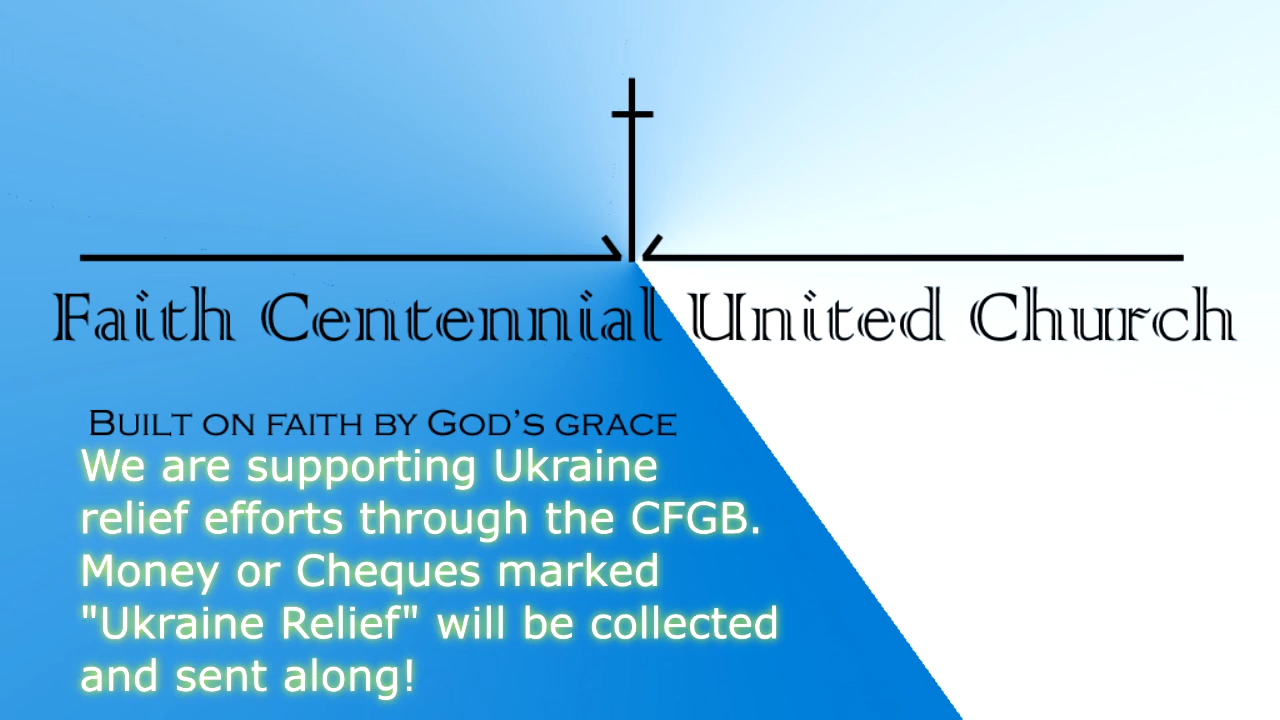 Faith Centennial United Church
Built on faith by God's grace
We are supporting Ukraine
relief efforts through the CFGB.
Money or Cheques marked
"Ukraine Relief" will be collected
and sent along!